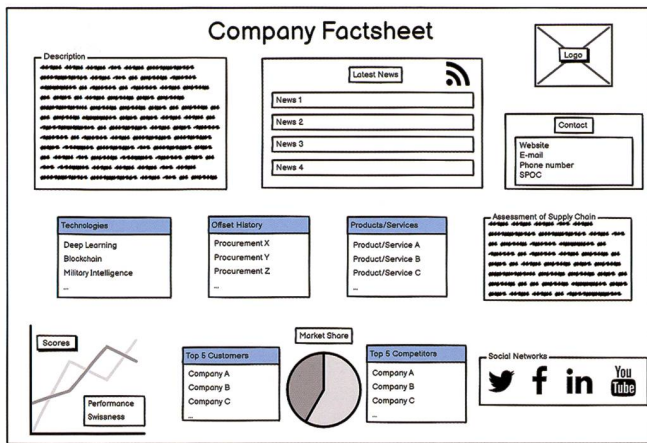 Company Factsheet
Description
Latest News
News 1
News 2
News 3
News 4
Logo
Contact
Website
E-mail
Phone number
SPOC
Technologies
Deep Learning
Blockchain
Military Intelligence
...
Offset History
Procurement X
Procurement Y
Procurement Z
...
Products/Services
Product/Service A
Product/Service B
Product/Service C
...
Assessment of Supply Chain
Scores
Performance
Swissness
Top 5 Customers
Company A
Company B
Company C
...
Market Share
Top 5 Competitors
Company A
Company B
Company C
...
Social Networks
You
Tube